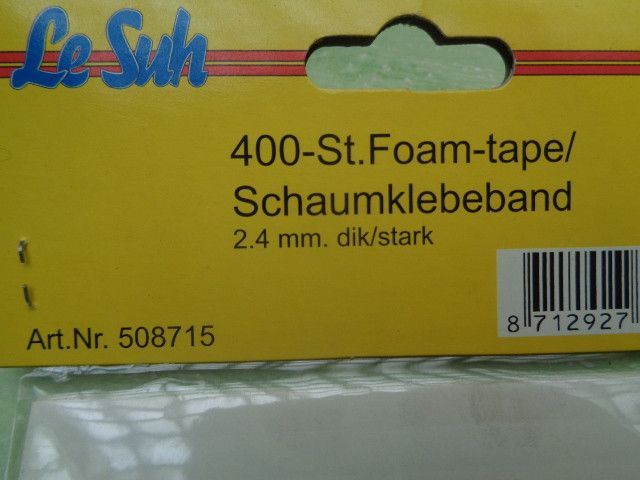 Le Suh
400-St.Foam-tape/
Schaumklebeband
2.4 mm. dik/stark
Art.Nr. 508715
8 712927